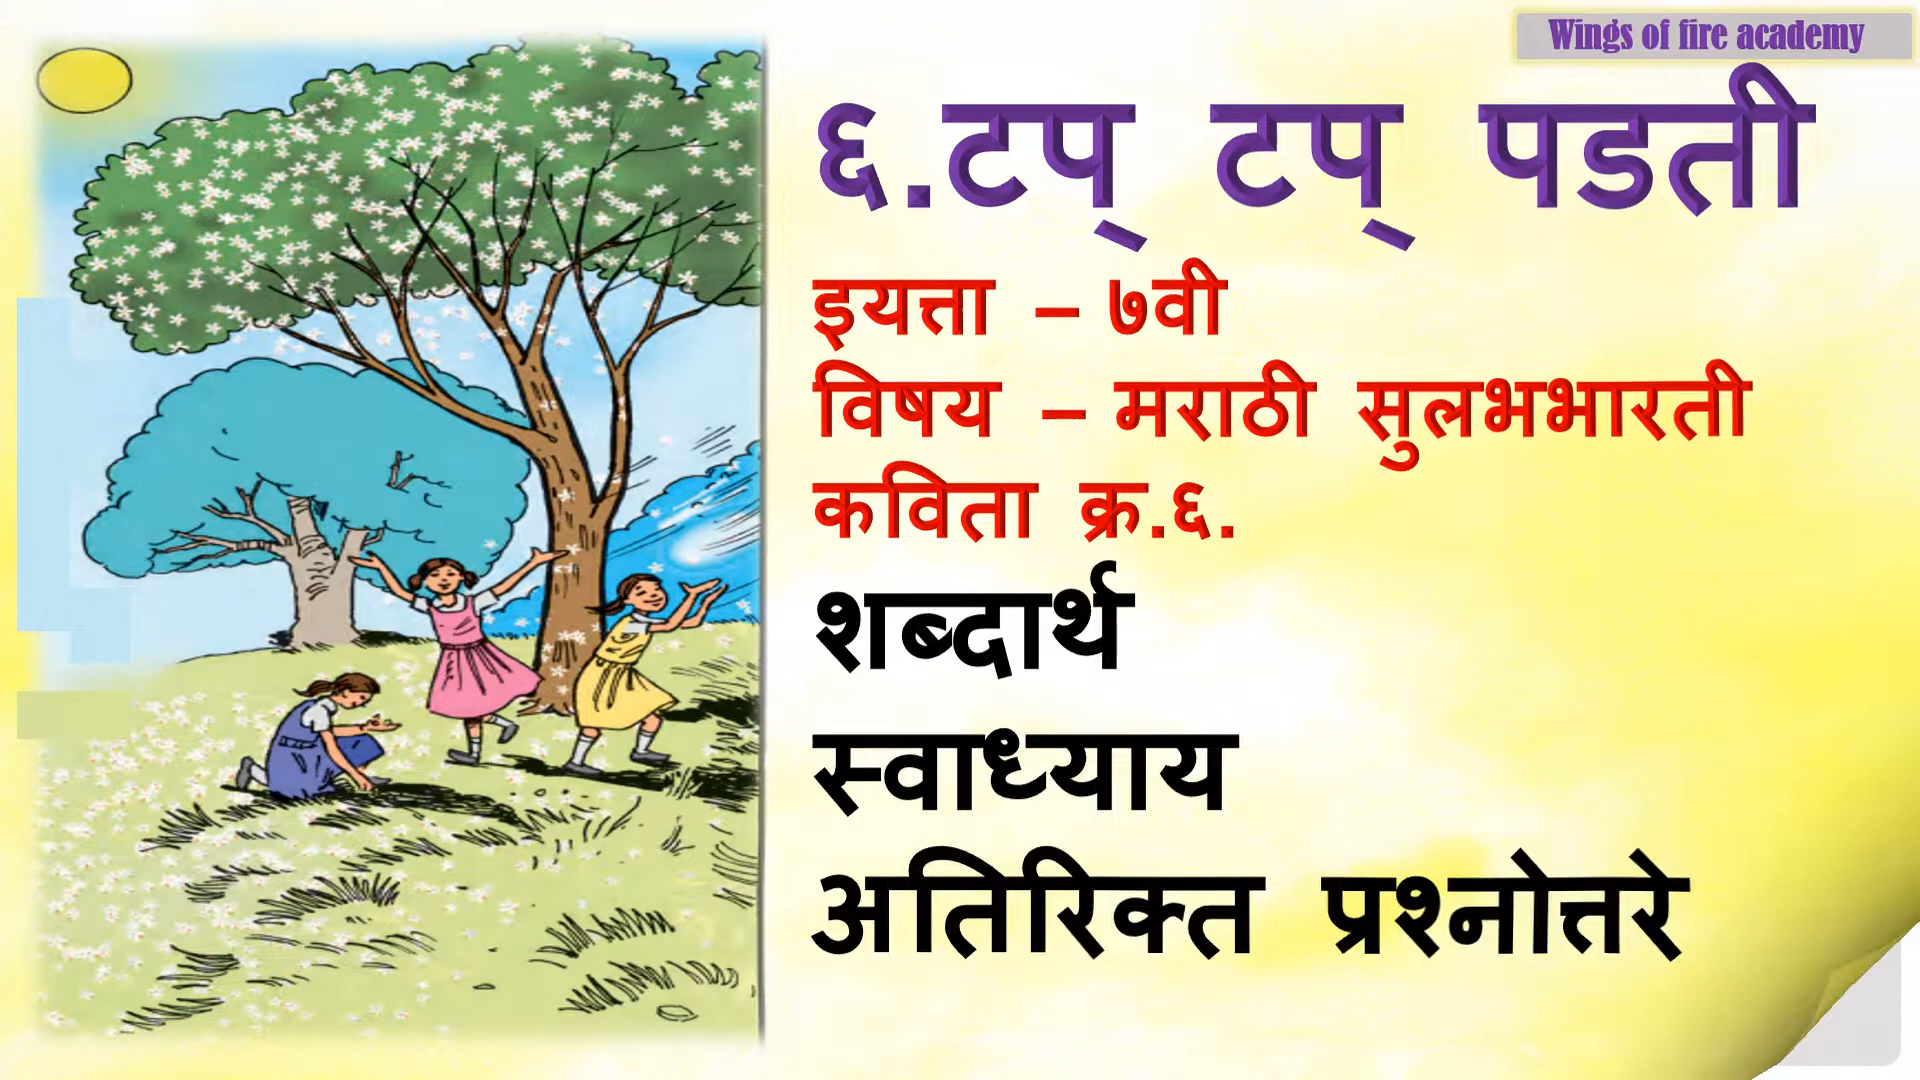 Wings of fire academy
६.टप् टप् पडती
इयत्ता – ७वी
विषय – मराठी सुलभभारती
कविता क्र.६.
शब्दार्थ
स्वाध्याय
अतिरिक्त प्रश्नोत्तरे